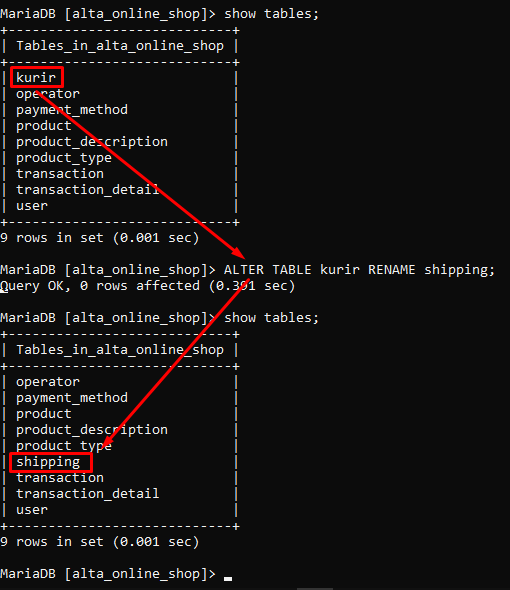 MariaDB [alta_online_shop]> show tables;
+----------------------------+
| Tables_in_alta_online_shop |
+----------------------------+
| kurir                      |
| operator                   |
| payment_method             |
| product                    |
| product_description        |
| product_type               |
| transaction                |
| transaction_detail         |
| user                       |
+----------------------------+
9 rows in set (0.001 sec)
MariaDB [alta_online_shop]> ALTER TABLE kurir RENAME shipping;
Query OK, 0 rows affected (0.391 sec)
MariaDB [alta_online_shop]> show tables;
+----------------------------+
| Tables_in_alta_online_shop |
+----------------------------+
| operator                   |
| payment_method             |
| product                    |
| product_description        |
| product_type               |
| shipping                   |
| transaction                |
| transaction_detail         |
| user                       |
+----------------------------+
9 rows in set (0.001 sec)
MariaDB [alta_online_shop]>